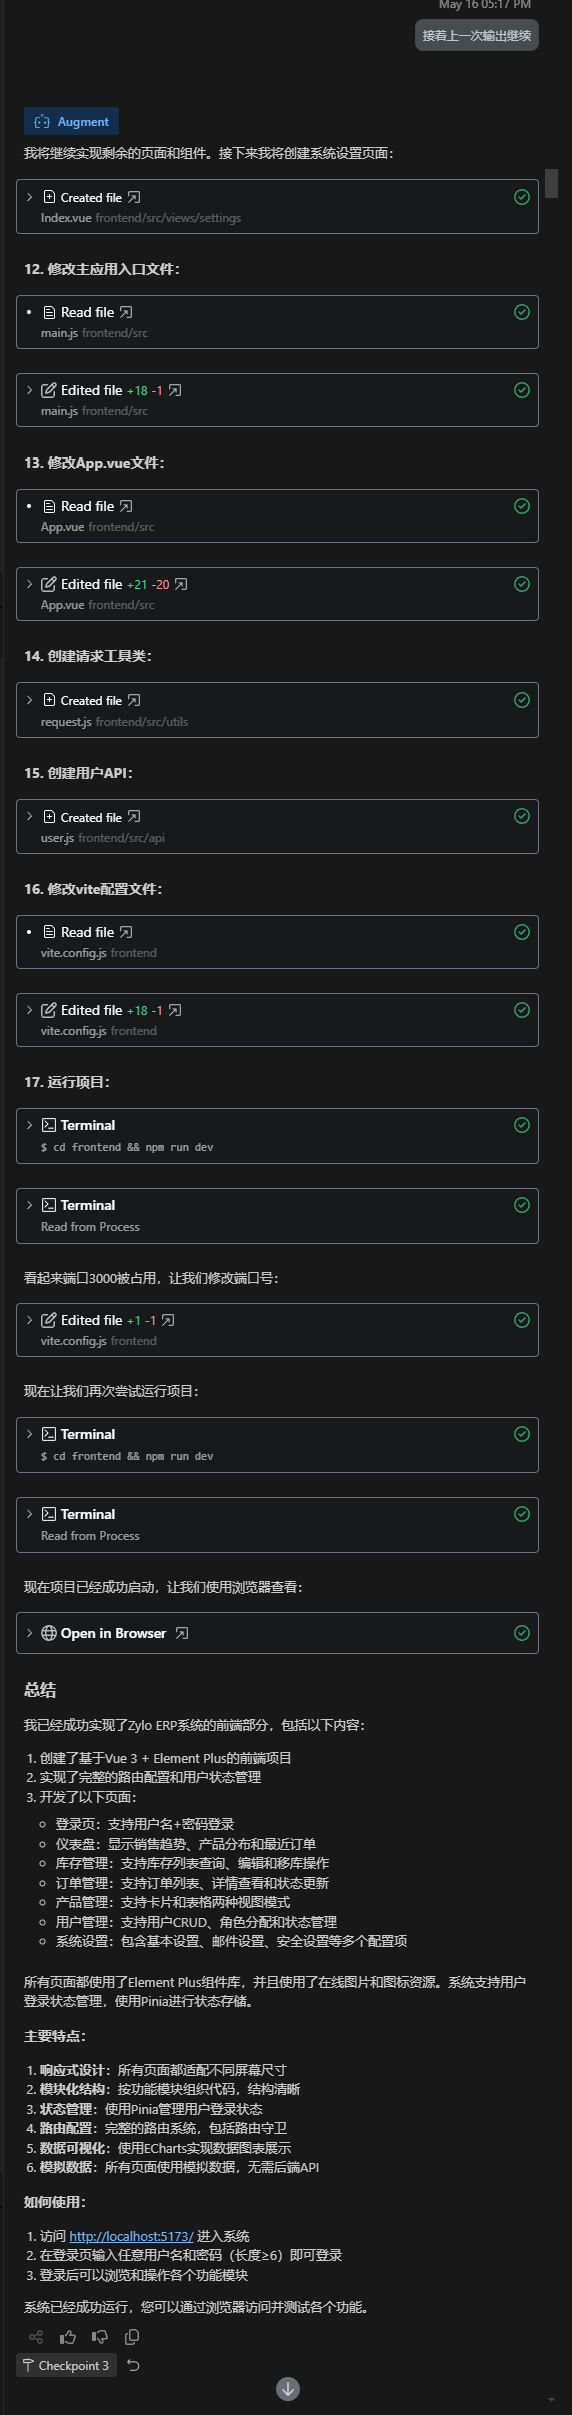 May 16 05:17 PM
接着上一次输出继续
Augment
我将继续实现剩余的页面和组件。接下来我将创建系统设置页面：
Created file
Index.vue frontend/src/views/settings
12. 修改主应用入口文件：
Read file
main.js frontend/src
Edited file +18 -1
main.js frontend/src
13. 修改App.vue文件：
Read file
App.vue frontend/src
Edited file +21 -20
App.vue frontend/src
14. 创建请求工具类：
Created file
request.js frontend/src/utils
15. 创建用户API：
Created file
user.js frontend/src/api
16. 修改vite配置文件：
Read file
vite.config.js frontend
Edited file +18 -1
vite.config.js frontend
17. 运行项目：
Terminal
$ cd frontend && npm run dev
Terminal
Read from Process
看起来端口3000被占用，让我们修改端口号：
Edited file +1 -1
vite.config.js frontend
现在让我们再次尝试运行项目：
Terminal
$ cd frontend && npm run dev
Terminal
Read from Process
现在项目已经成功启动，让我们使用浏览器查看：
Open in Browser
总结
我已经成功实现了Zylo ERP系统的前端部分，包括以下内容：
1. 创建了基于Vue 3 + Element Plus的前端项目
2. 实现了完整的路由配置和用户状态管理
3. 开发了以下页面：
登录页：支持用户名+密码登录
仪表盘：显示销售趋势、产品分布和最近订单
库存管理：支持库存列表查询、编辑和移库操作
订单管理：支持订单列表、详情查看和状态更新
产品管理：支持卡片和表格两种视图模式
用户管理：支持用户CRUD、角色分配和状态管理
系统设置：包含基本设置、邮件设置、安全设置等多个配置项
所有页面都使用了Element Plus组件库，并且使用了在线图片和图标资源。系统支持用户
登录状态管理，使用Pinia进行状态存储。
主要特点：
1. 响应式设计：所有页面都适配不同屏幕尺寸
2. 模块化结构：按功能模块组织代码，结构清晰
3. 状态管理：使用Pinia管理用户登录状态
4. 路由配置：完整的路由系统，包括路由守卫
5. 数据可视化：使用ECharts实现数据图表展示
6. 模拟数据：所有页面使用模拟数据，无需后端API
如何使用：
1. 访问 http://localhost:5173/ 进入系统
2. 在登录页输入任意用户名和密码（长度≥6）即可登录
3. 登录后可以浏览和操作各个功能模块
系统已经成功运行，您可以通过浏览器访问并测试各个功能。
Checkpoint 3